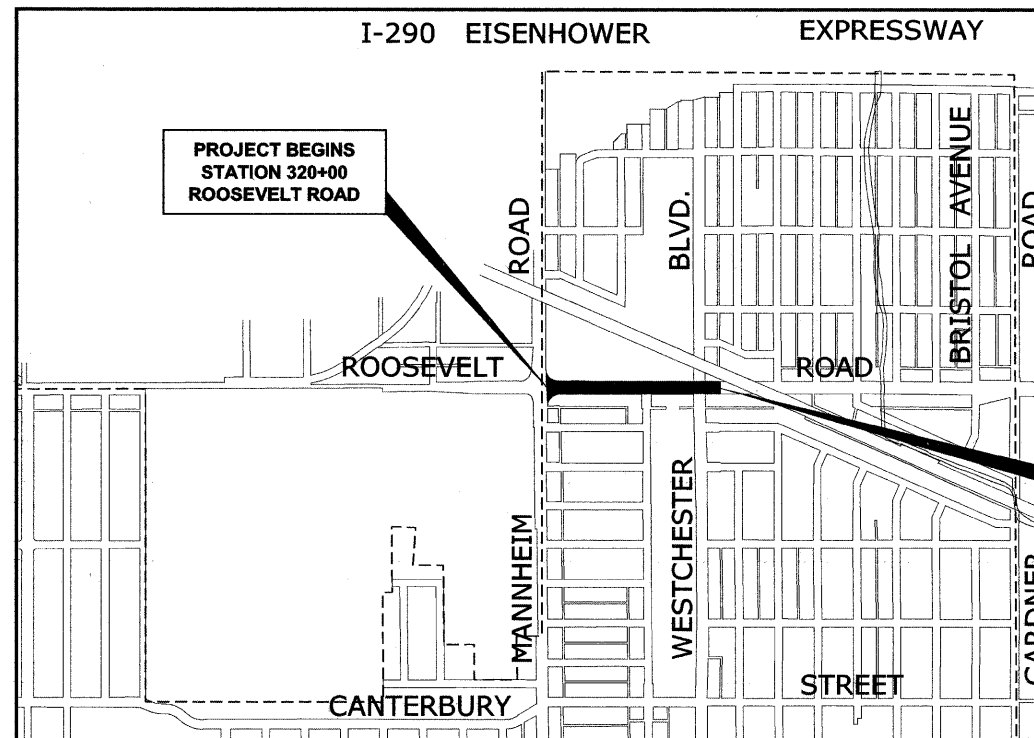 I-290 EISENHOWER EXPRESSWAY
PROJECT BEGINS
STATION 320+00
ROOSEVELT ROAD
ROAD
BLVD.
BRISTOL AVENUE
ROAD
ROOSEVELT ROAD
MANNHEIM
WESTCHESTER
GARDNER
CANTERBURY STREET